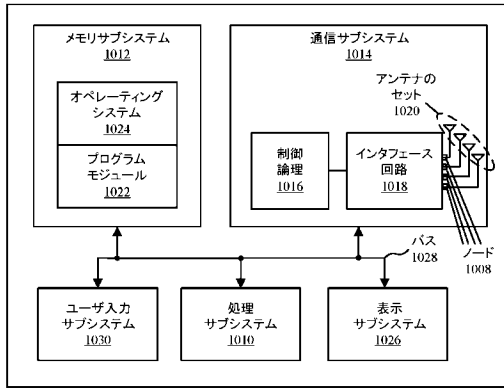 メモリサブシステム
1012
オペレーティング
システム
1024
プログラム
モジュール
1022
通信サブシステム
1014
アンテナの
セット
1020
制御
論理
1016
インタフェース
回路
1018
ノード
1008
バス
1028
ユーザ入力
サブシステム
1030
処理
サブシステム
1010
表示
サブシステム
1026